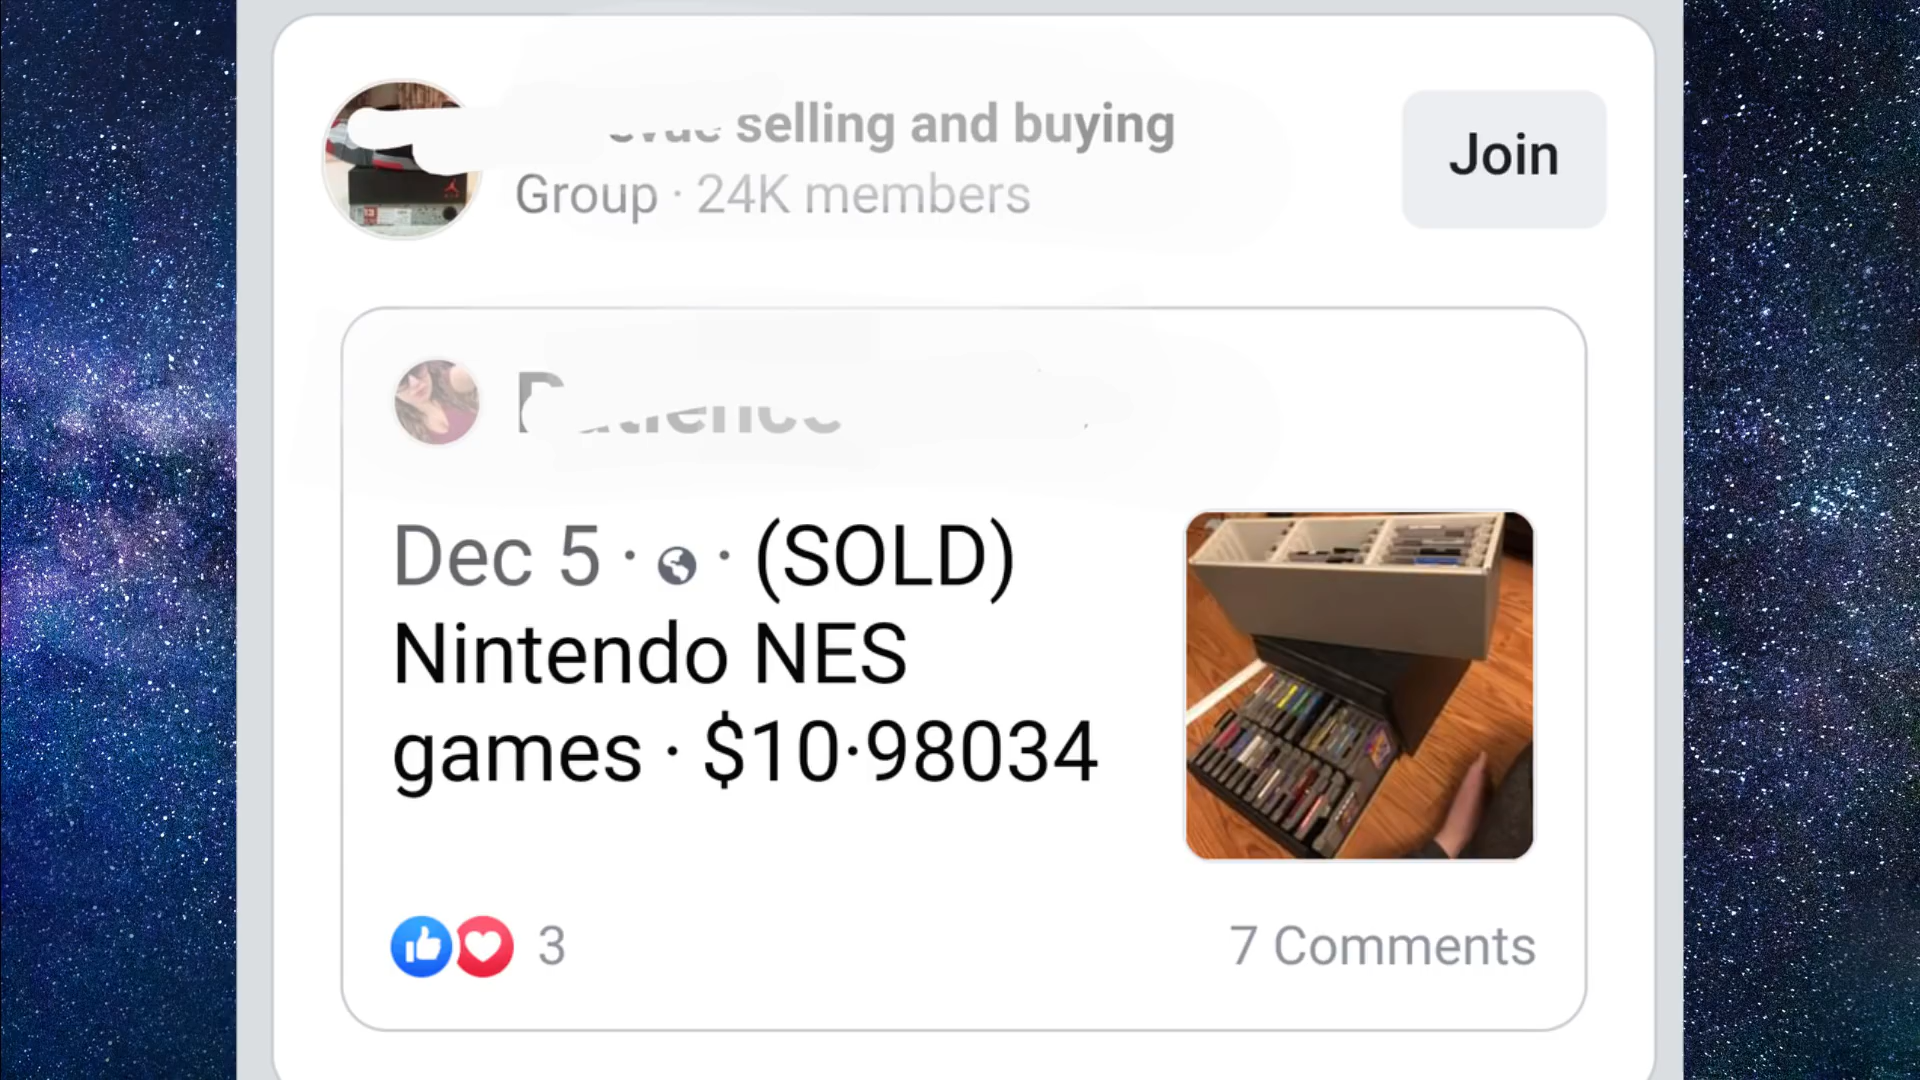 selling and buying
Group · 24K members
Join
Dec 5 · · (SOLD)
Nintendo NES
games · $10·98034
3
7 Comments